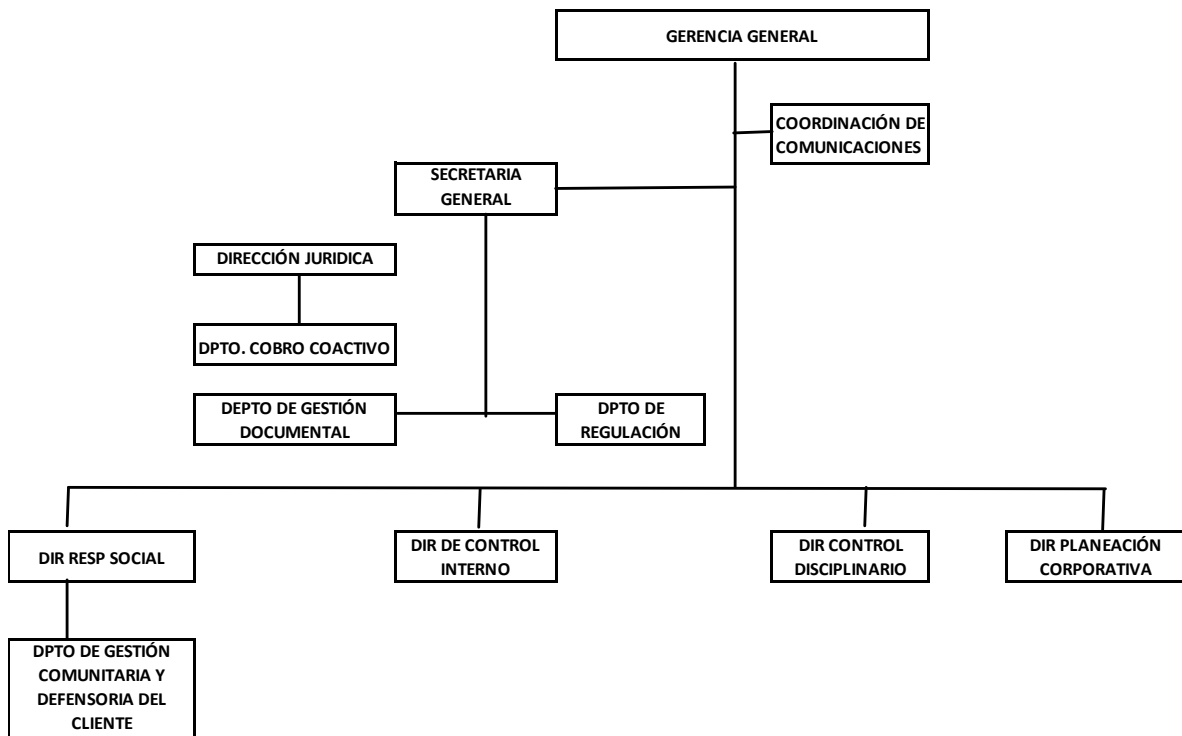 GERENCIA GENERAL
COORDINACIÓN DE
COMUNICACIONES
SECRETARIA
GENERAL
DIRECCIÓN JURIDICA
DPTO. COBRO COACTIVO
DEPTO DE GESTIÓN
DOCUMENTAL
DPTO DE
REGULACIÓN
DIR RESP SOCIAL
DIR DE CONTROL
INTERNO
DIR CONTROL
DISCIPLINARIO
DIR PLANEACIÓN
CORPORATIVA
DPTO DE GESTIÓN
COMUNITARIA Y
DEFENSORIA DEL
CLIENTE